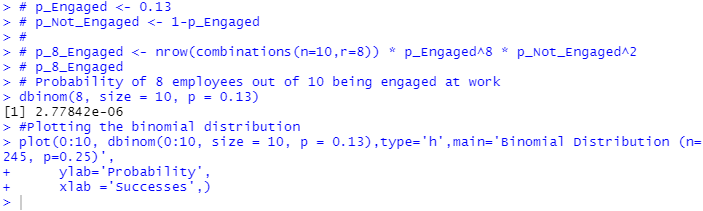 > # p_Engaged <- 0.13
> # p_Not_Engaged <- 1-p_Engaged
> #
> # p_8_Engaged <- nrow(combinations(n=10,r=8)) * p_Engaged^8 * p_Not_Engaged^2
> # p_8_Engaged
> # Probability of 8 employees out of 10 being engaged at work
> dbinom(8, size = 10, p = 0.13)
[1] 2.77842e-06
> #Plotting the binomial distribution
> plot(0:10, dbinom(0:10, size = 10, p = 0.13),type='h',main='Binomial Distribution (n=
245, p=0.25)',
+      ylab='Probability',
+      xlab ='Successes',)
>